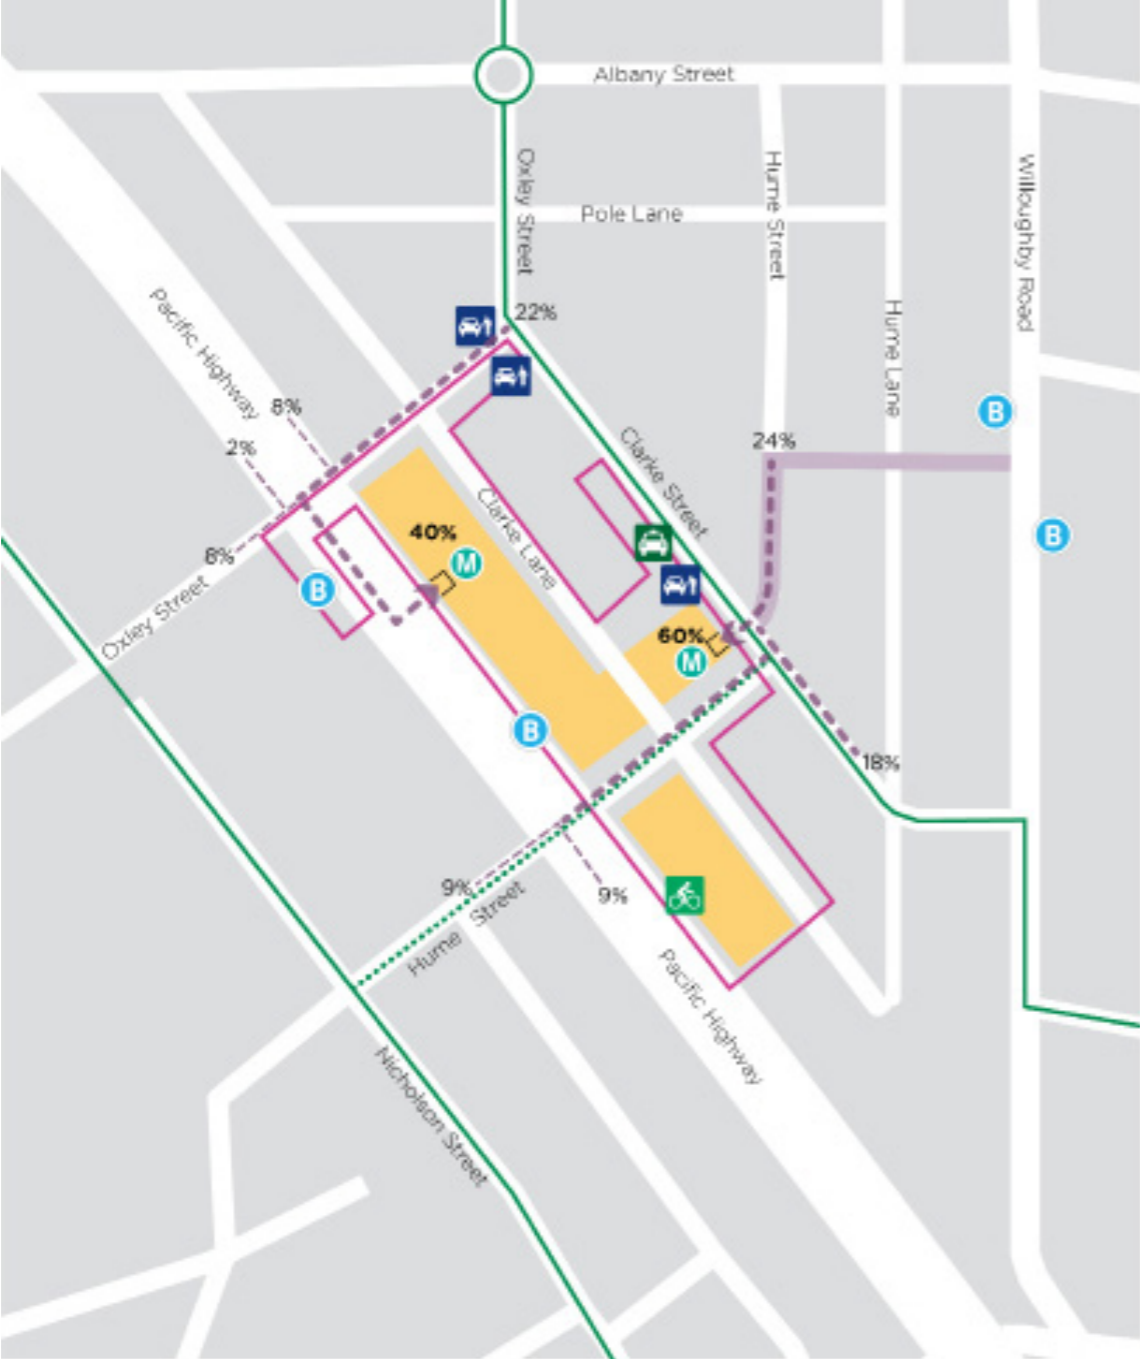 Albany Street
Oxley Street
Hume Street
Willoughby Road
Pole Lane
Pacific Highway
22%
Hume Lane
8%
B
2%
Clarke Street
24%
Clarke Lane
40%
M
B
8%
B
Oxley Street
60%
M
B
18%
9%
9%
Hume Street
Pacific Highway
Nicholson Street